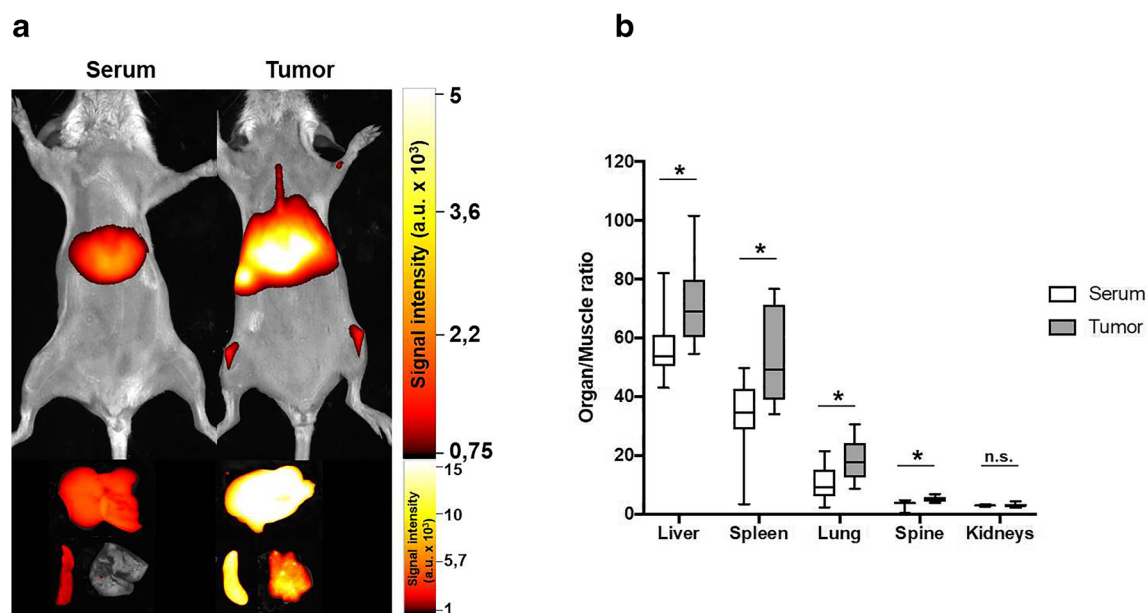 a
Serum Tumor
Signal intensity (a.u. x 10³)
5
3,6
2,2
0,75
Signal intensity
(a.u. x 10³)
15
10
5,7
1
b
Organ/Muscle ratio
120
100
80
60
40
20
0
*
*
*
*
n.s.
Liver Spleen Lung Spine Kidneys
Serum
Tumor